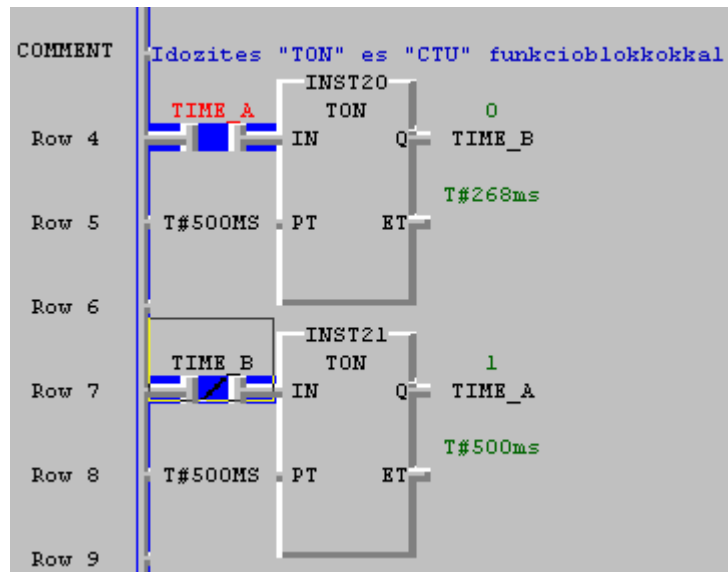 COMMENT Idozites "TON" es "CTU" funkcioblokkokkal
INST20
TIME_A TON 0
Row 4 IN Q TIME_B
T#268ms
Row 5 T#500MS PT ET
Row 6
INST21
TIME_B TON 1
Row 7 IN Q TIME_A
T#500ms
Row 8 T#500MS PT ET
Row 9